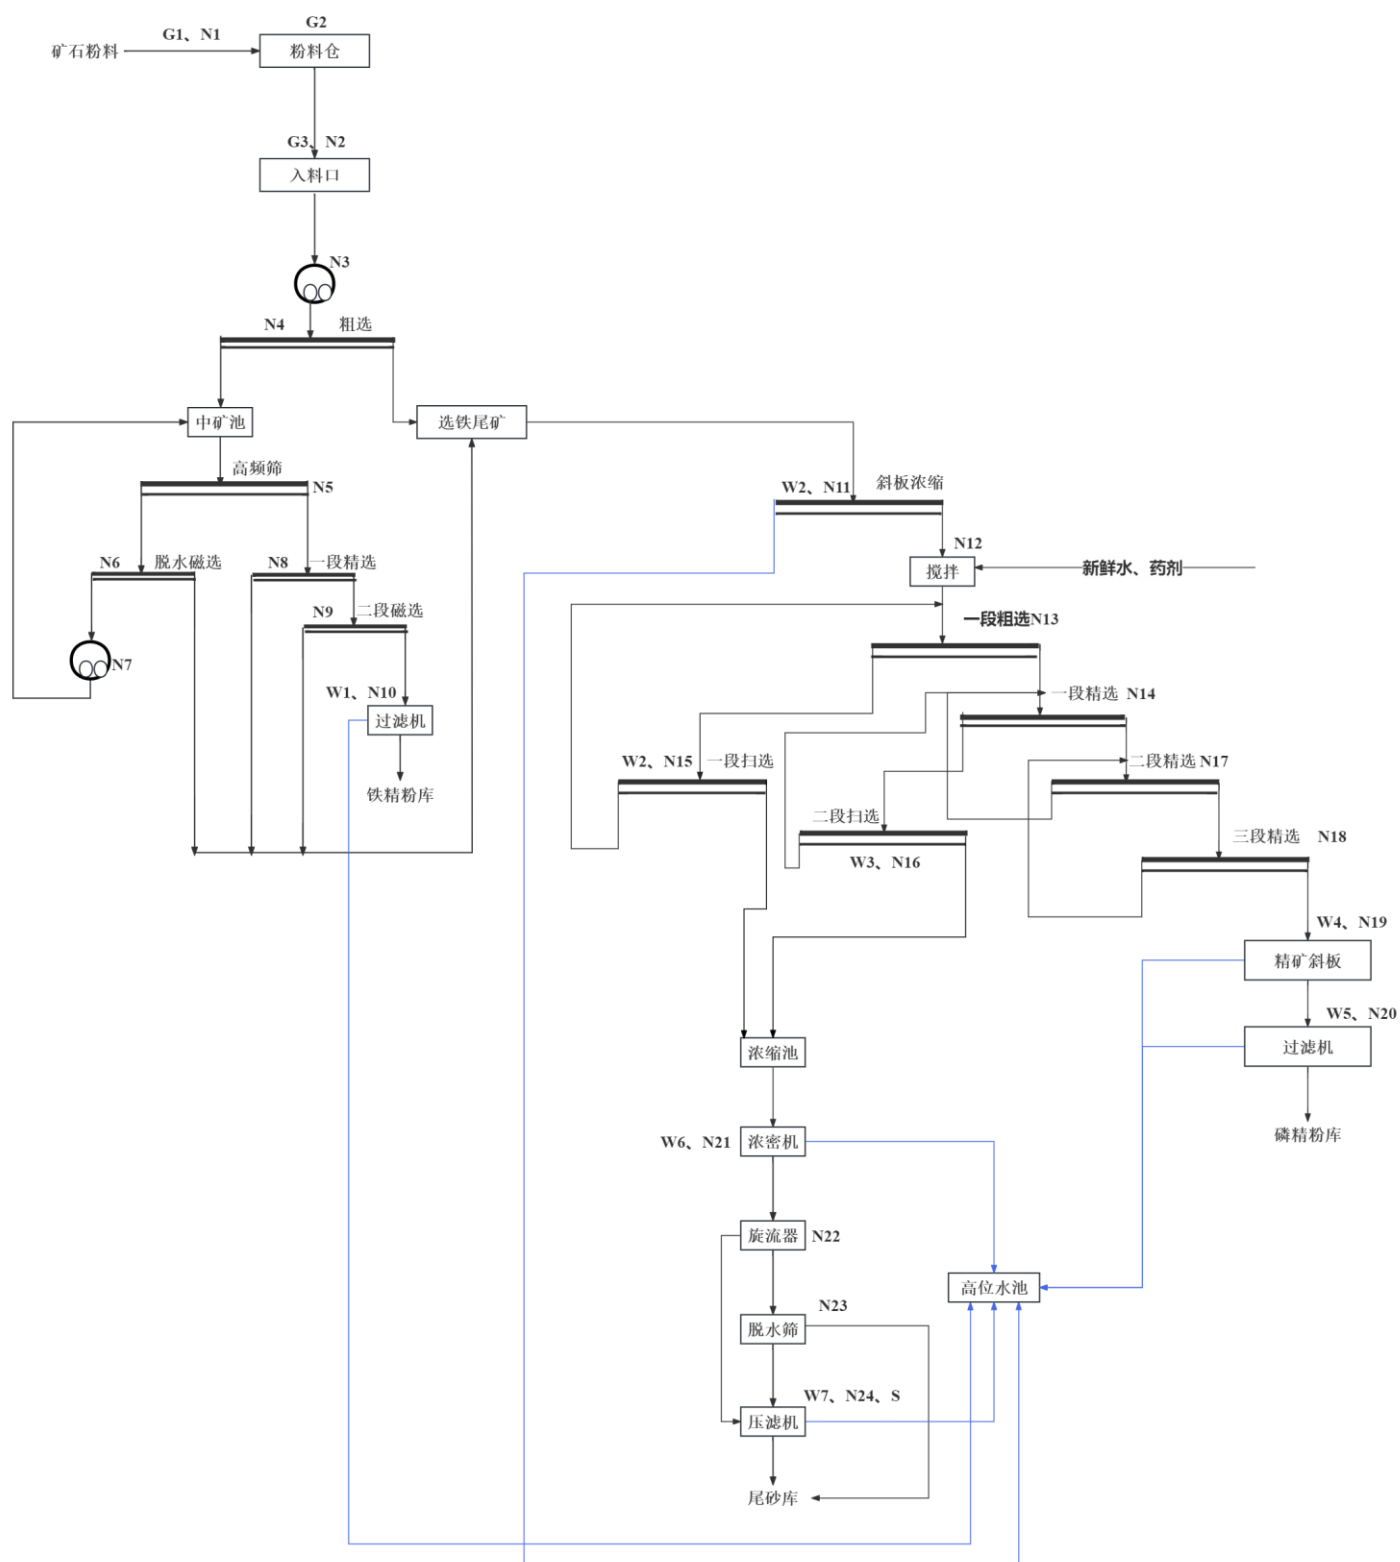 G2
G1、N1
矿石粉料
粉料仓
G3、N2
入料口
N3
N4
粗选
中矿池
选铁尾矿
高频筛
N5
W2、N11
斜板浓缩
N6
脱水磁选
N8
一段精选
N12
搅拌
新鲜水、药剂
N9
二段磁选
一段粗选N13
N7
W1、N10
过滤机
一段精选 N14
铁精粉库
W2、N15
一段扫选
二段精选 N17
二段扫选
W3、N16
三段精选 N18
W4、N19
精矿斜板
W5、N20
过滤机
浓缩池
磷精粉库
W6、N21
浓密机
旋流器
N22
高位水池
N23
脱水筛
W7、N24、S
压滤机
尾砂库